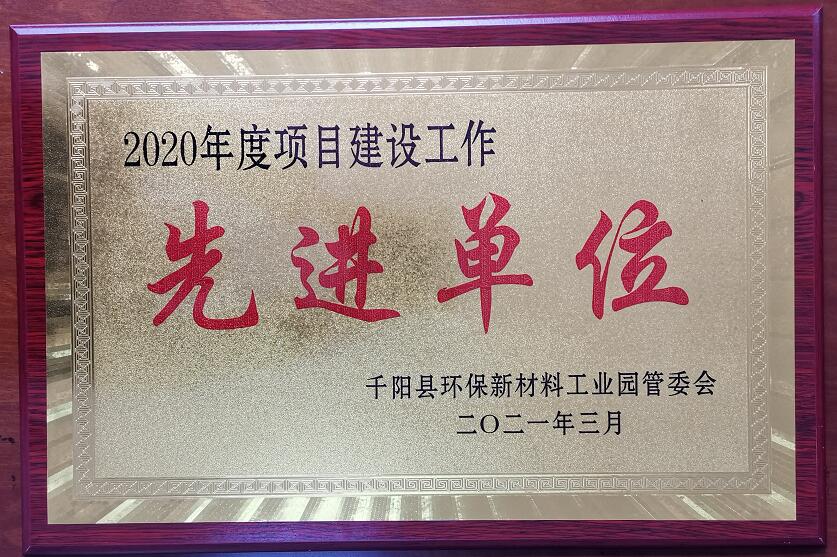 2020年度项目建设工作
先进单位
千阳县环保新材料工业园管委会
二〇二一年三月